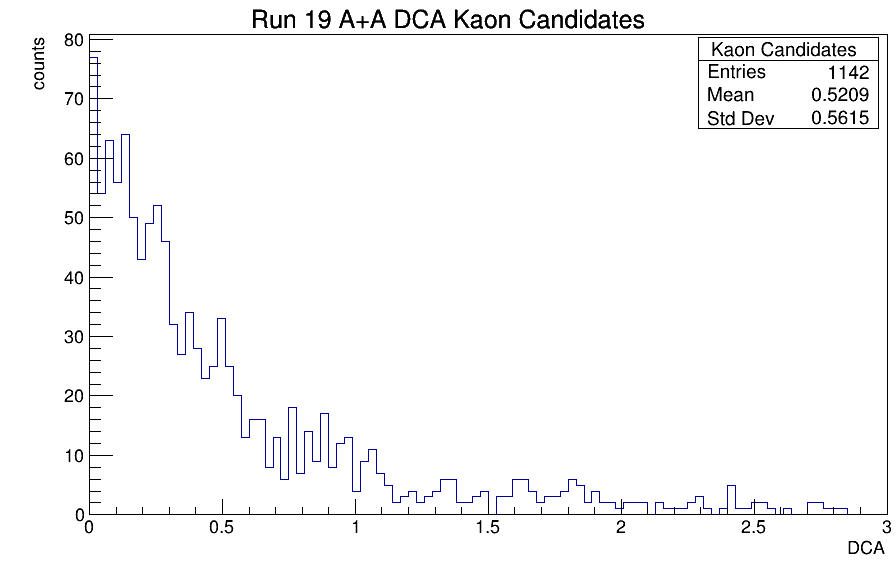 Run 19 A+A DCA Kaon Candidates
counts
Kaon Candidates
Entries 1142
Mean 0.5209
Std Dev 0.5615
80
70
60
50
40
30
20
10
0
0 0.5 1 1.5 2 2.5 3
DCA